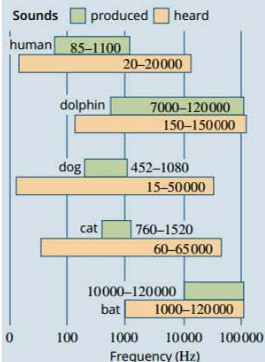 Sounds produced heard
human 85–1100
20–20000
dolphin 7000–120000
150–150000
dog 452–1080
15–50000
cat 760–1520
60–65000
10000–120000
bat 1000–120000
0 100 1000 10000 100000
Frequency (Hz)